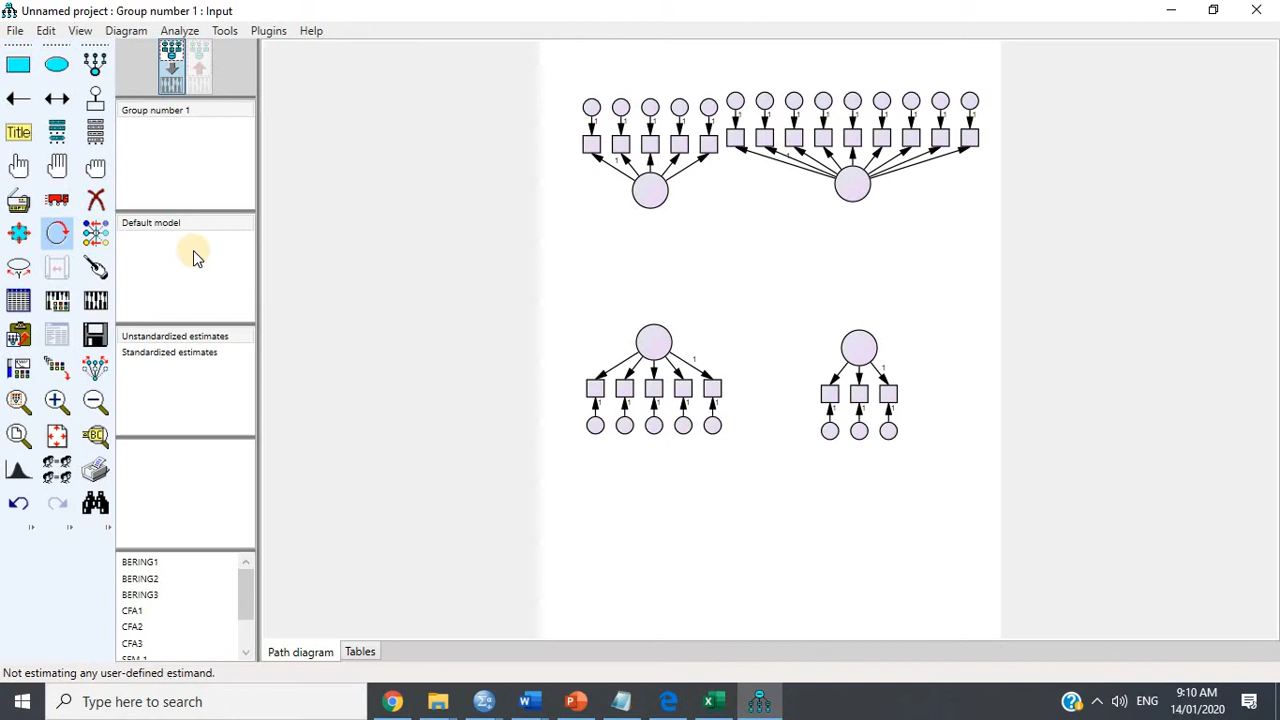 Unnamed project : Group number 1 : Input
File Edit View Diagram Analyze Tools Plugins Help
Title
Group number 1
Default model
Unstandardized estimates
Standardized estimates
BERING1
BERING2
BERING3
CFA1
CFA2
CFA3
Path diagram Tables
Not estimating any user-defined estimand.
Type here to search
ENG
9:10 AM
14/01/2020